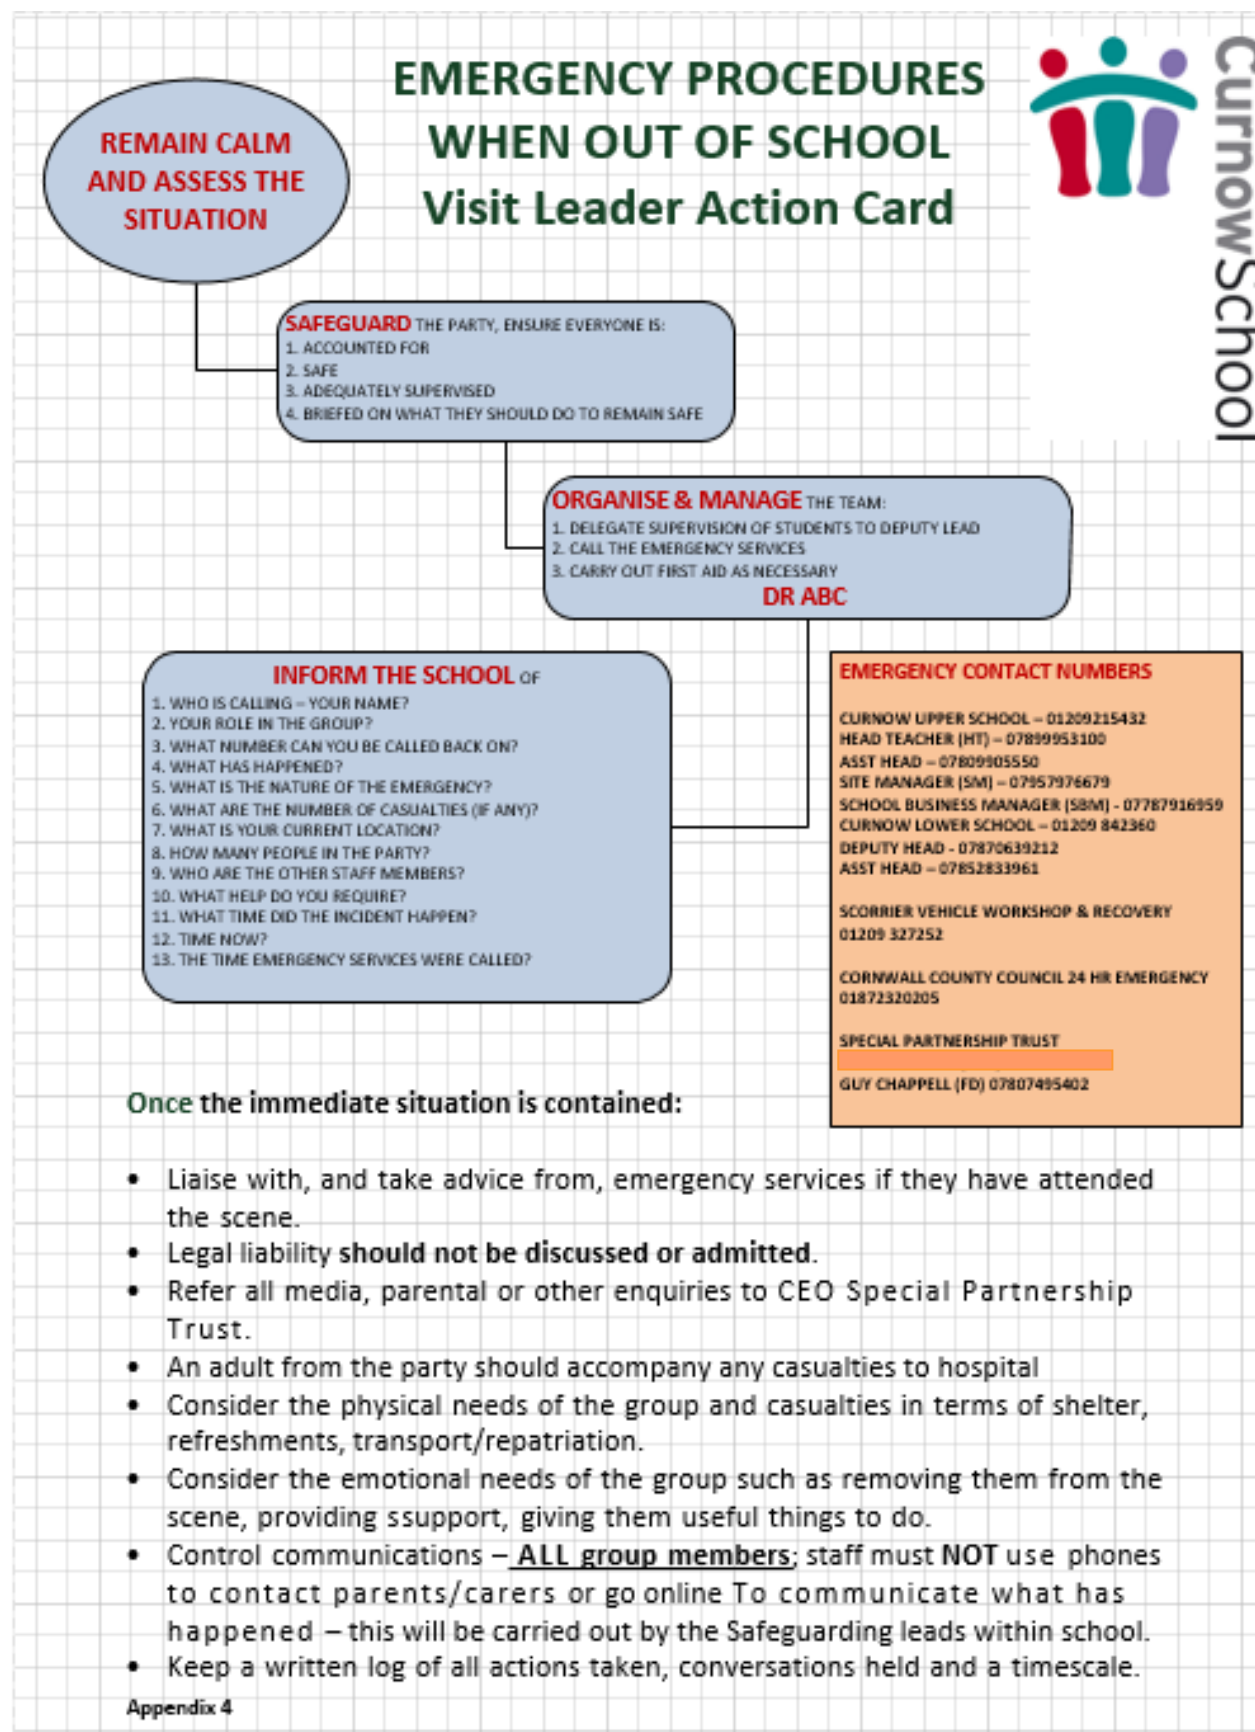 EMERGENCY PROCEDURES
WHEN OUT OF SCHOOL
Visit Leader Action Card
CurnowSchool
REMAIN CALM
AND ASSESS THE
SITUATION
SAFEGUARD THE PARTY, ENSURE EVERYONE IS:
1. ACCOUNTED FOR
2. SAFE
3. ADEQUATELY SUPERVISED
4. BRIEFED ON WHAT THEY SHOULD DO TO REMAIN SAFE
ORGANISE & MANAGE THE TEAM:
1. DELEGATE SUPERVISION OF STUDENTS TO DEPUTY LEAD
2. CALL THE EMERGENCY SERVICES
3. CARRY OUT FIRST AID AS NECESSARY
DR ABC
INFORM THE SCHOOL OF
1. WHO IS CALLING – YOUR NAME?
2. YOUR ROLE IN THE GROUP?
3. WHAT NUMBER CAN YOU BE CALLED BACK ON?
4. WHAT HAS HAPPENED?
5. WHAT IS THE NATURE OF THE EMERGENCY?
6. WHAT ARE THE NUMBER OF CASUALTIES (IF ANY)?
7. WHAT IS YOUR CURRENT LOCATION?
8. HOW MANY PEOPLE IN THE PARTY?
9. WHO ARE THE OTHER STAFF MEMBERS?
10. WHAT HELP DO YOU REQUIRE?
11. WHAT TIME DID THE INCIDENT HAPPEN?
12. TIME NOW?
13. THE TIME EMERGENCY SERVICES WERE CALLED?
EMERGENCY CONTACT NUMBERS
CURNOW UPPER SCHOOL – 01209215432
HEAD TEACHER (HT) – 07899953100
ASST HEAD – 07809905550
SITE MANAGER (SM) – 07957976679
SCHOOL BUSINESS MANAGER (SBM) - 07787916959
CURNOW LOWER SCHOOL – 01209 842360
DEPUTY HEAD - 07870639212
ASST HEAD – 07852833961
SCORRIER VEHICLE WORKSHOP & RECOVERY
01209 327252
CORNWALL COUNTY COUNCIL 24 HR EMERGENCY
01872320205
SPECIAL PARTNERSHIP TRUST
GUY CHAPPELL (FD) 07807495402
Once the immediate situation is contained:
• Liaise with, and take advice from, emergency services if they have attended
the scene.
• Legal liability should not be discussed or admitted.
• Refer all media, parental or other enquiries to CEO Special Partnership
Trust.
• An adult from the party should accompany any casualties to hospital
• Consider the physical needs of the group and casualties in terms of shelter,
refreshments, transport/repatriation.
• Consider the emotional needs of the group such as removing them from the
scene, providing ssupport, giving them useful things to do.
• Control communications – ALL group members; staff must NOT use phones
to contact parents/carers or go online To communicate what has
happened – this will be carried out by the Safeguarding leads within school.
• Keep a written log of all actions taken, conversations held and a timescale.
Appendix 4